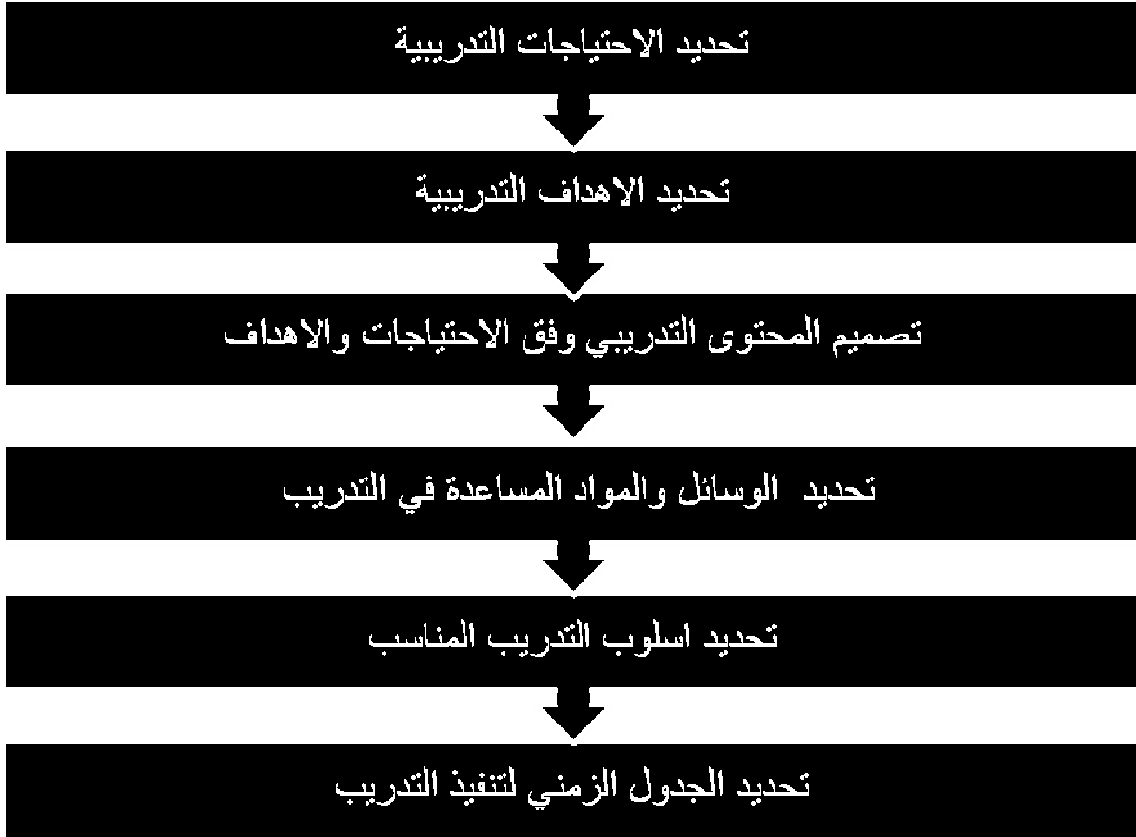 تحديد الاحتياجات التدريبية
تحديد الاهداف التدريبية
تصميم المحتوى التدريبي وفق الاحتياجات والاهداف
تحديد الوسائل والمواد المساعدة في التدريب
تحديد اسلوب التدريب المناسب
تحديد الجدول الزمني لتنفيذ التدريب